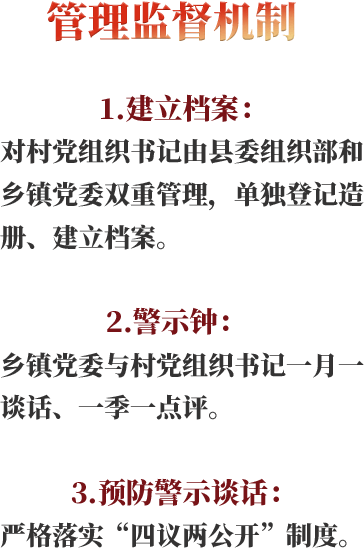 管理监督机制
1.建立档案：
对村党组织书记由县委组织部和
乡镇党委双重管理，单独登记造
册、建立档案。
2.警示钟：
乡镇党委与村党组织书记一月一
谈话、一季一点评。
3.预防警示谈话：
严格落实“四议两公开”制度。